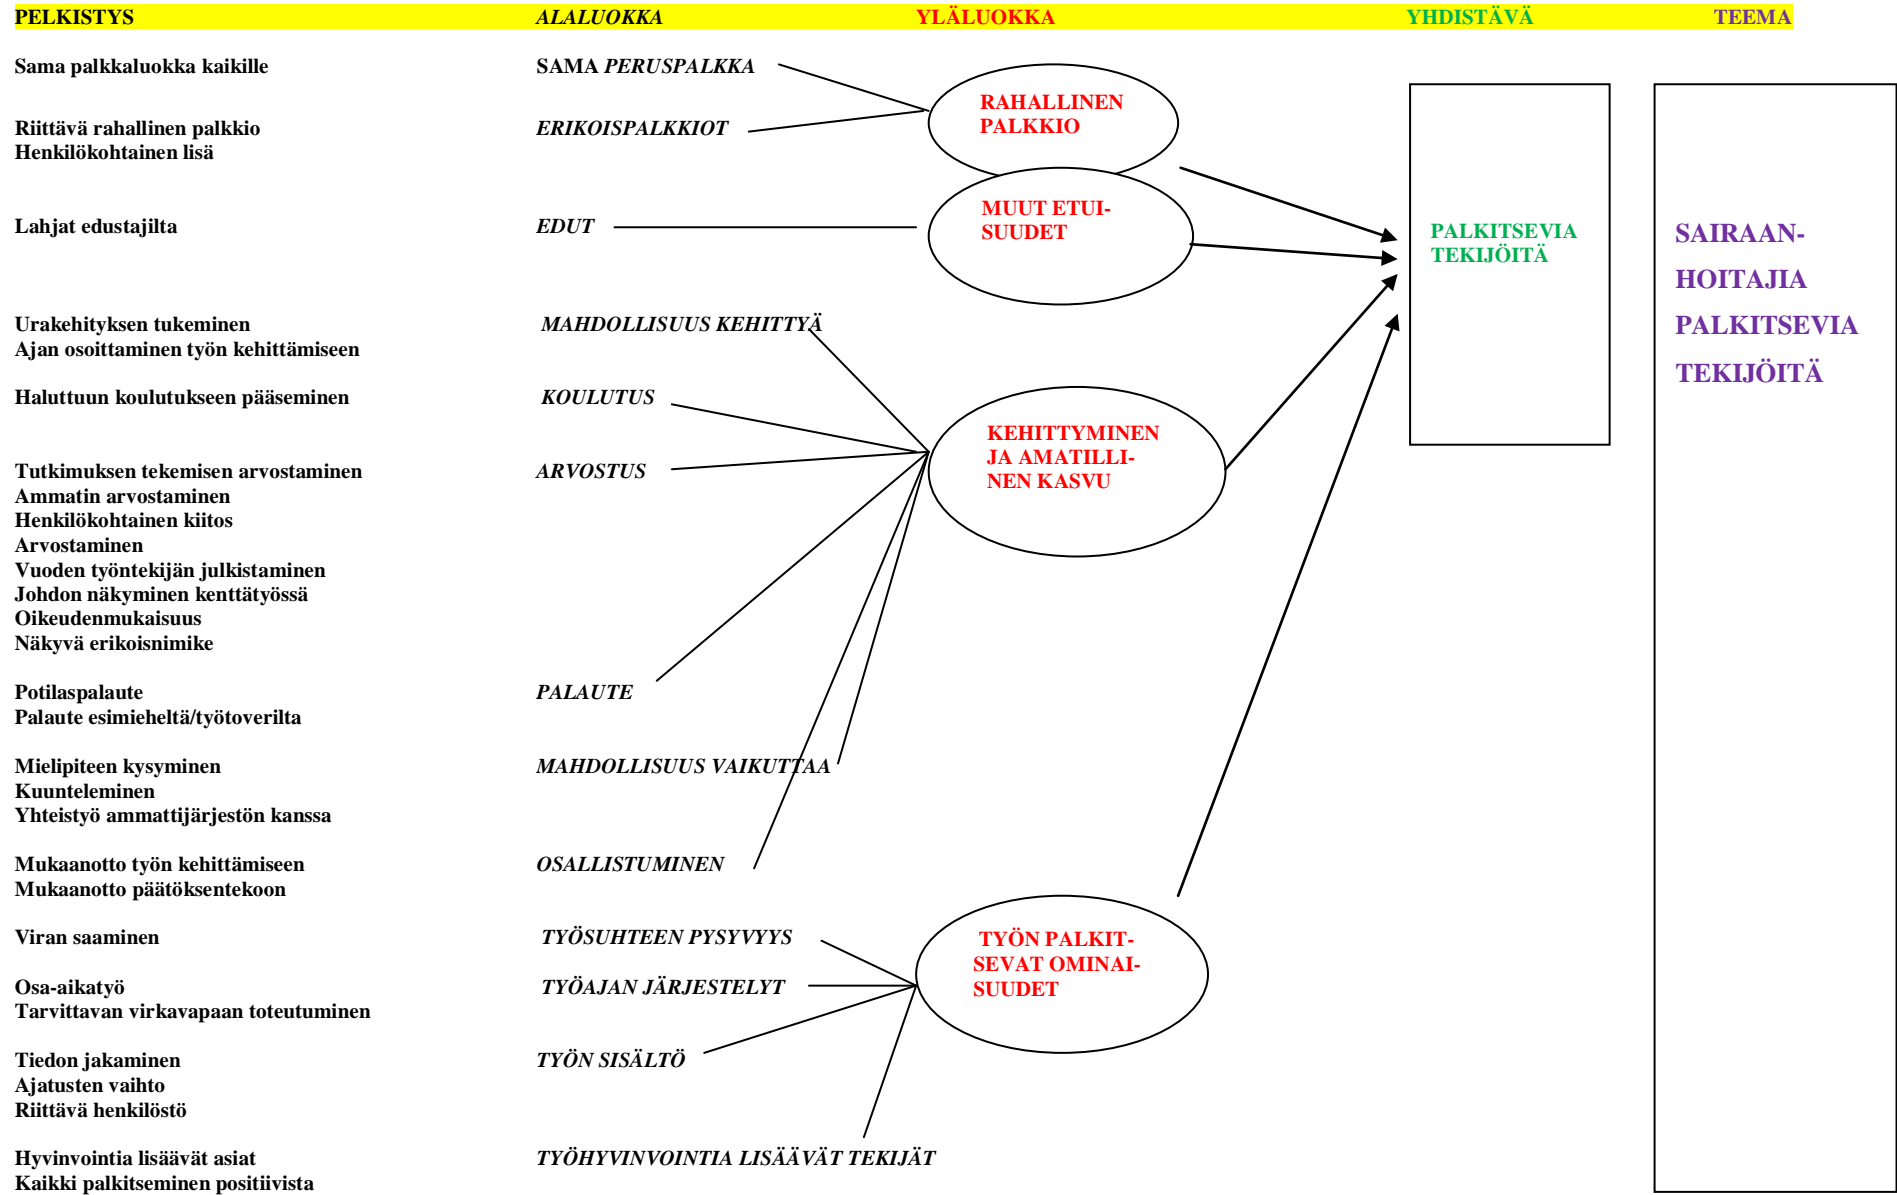 PELKISTYS ALALUOKKA YLÄLUOKKA YHDISTÄVÄ TEEMA
Sama palkkaluokka kaikille
SAMA PERUSPALKKA
RAHALLINEN
PALKKIO
Riittävä rahallinen palkkio
Henkilökohtainen lisä
ERIKOISPALKKIOT
Lahjat edustajilta
EDUT
MUUT ETUI-
SUUDET
PALKITSEVIA
TEKIJÖITÄ
SAIRAAN-
HOITAJIA
PALKITSEVIA
TEKIJÖITÄ
Urakehityksen tukeminen
Ajan osoittaminen työn kehittämiseen
MAHDOLLISUUS KEHITTYÄ
Haluttuun koulutukseen pääseminen
KOULUTUS
KEHITTYMINEN
JA AMATILLI-
NEN KASVU
Tutkimuksen tekemisen arvostaminen
Ammatin arvostaminen
Henkilökohtainen kiitos
Arvostaminen
Vuoden työntekijän julkistaminen
Johdon näkyminen kenttätyössä
Oikeudenmukaisuus
Näkyvä erikoisnimike
ARVOSTUS
Potilaspalaute
Palaute esimieheltä/työtoverilta
PALAUTE
Mielipiteen kysyminen
Kuunteleminen
Yhteistyö ammattijärjestön kanssa
MAHDOLLISUUS VAIKUTTAA
Mukaanotto työn kehittämiseen
Mukaanotto päätöksentekoon
OSALLISTUMINEN
Viran saaminen
TYÖSUHTEEN PYSYVYYS
TYÖN PALKIT-
SEVAT OMINAI-
SUUDET
Osa-aikatyö
Tarvittavan virkavapaan toteutuminen
TYÖAJAN JÄRJESTELYT
Tiedon jakaminen
Ajatusten vaihto
Riittävä henkilöstö
TYÖN SISÄLTÖ
Hyvinvointia lisäävät asiat
Kaikki palkitseminen positiivista
TYÖHYVINVOINTIA LISÄÄVÄT TEKIJÄT